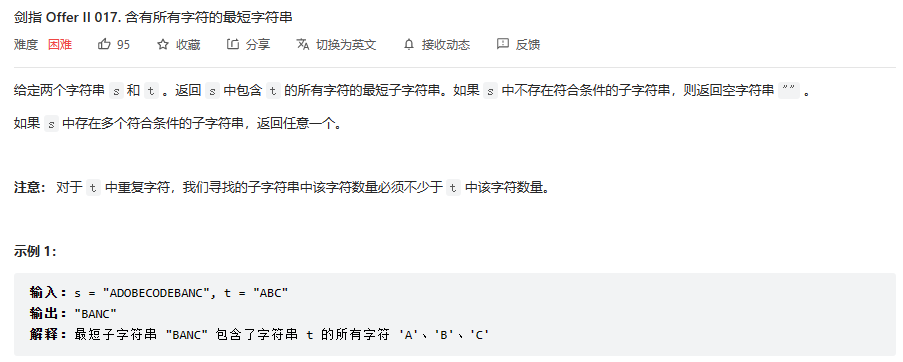 剑指 Offer II 017. 含有所有字符的最短字符串
难度 困难 95 收藏 分享 切换为英文 接收动态 反馈
给定两个字符串 s 和 t 。返回 s 中包含 t 的所有字符的最短子字符串。如果 s 中不存在符合条件的子字符串，则返回空字符串 "" 。
如果 s 中存在多个符合条件的子字符串，返回任意一个。
注意： 对于 t 中重复字符，我们寻找的子字符串中该字符数量必须不少于 t 中该字符数量。
示例 1：
输入：s = "ADOBECODEBANC", t = "ABC"
输出："BANC"
解释：最短子字符串 "BANC" 包含了字符串 t 的所有字符 'A'、'B'、'C'